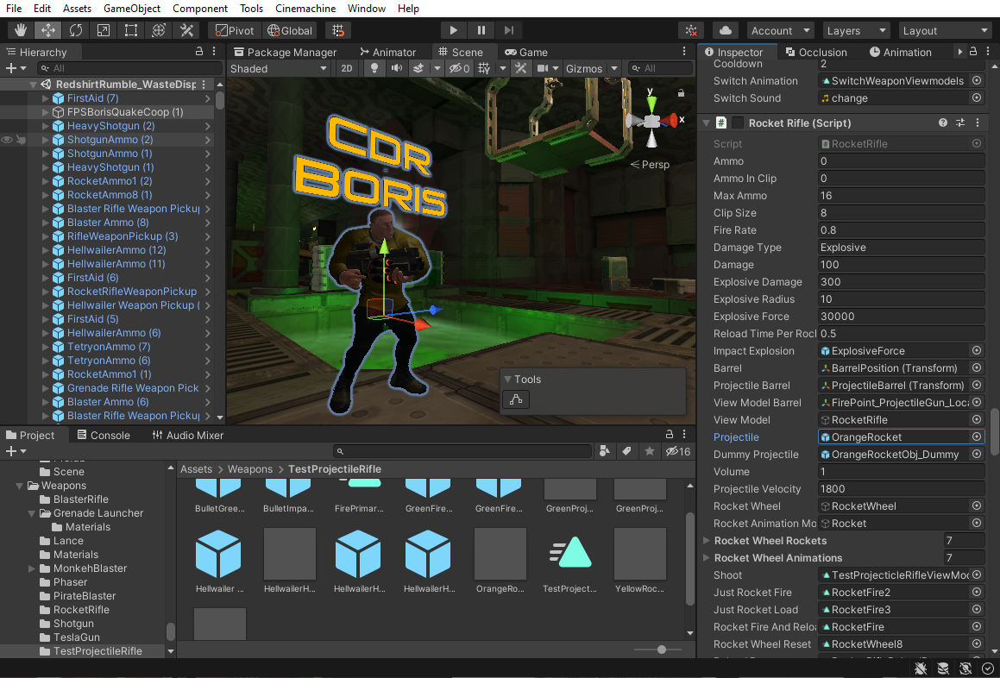 File Edit Assets GameObject Component Tools Cinemachine Window Help
Pivot Global Account Layers Layout
Hierarchy
All
RedshirtRumble_WasteDisp
FirstAid (7)
FPSBorisQuakeCoop (1)
HeavyShotgun (2)
ShotgunAmmo (2)
ShotgunAmmo (1)
HeavyShotgun (1)
RocketAmmo1 (2)
RocketAmmo8 (1)
Blaster Rifle Weapon Pickup
Blaster Ammo (8)
RifleWeaponPickup (3)
HellwailerAmmo (12)
HellwailerAmmo (11)
FirstAid (6)
RocketRifleWeaponPickup
Hellwailer Weapon Pickup (
FirstAid (5)
HellwailerAmmo (6)
TetryonAmmo (7)
TetryonAmmo (6)
RocketAmmo1 (1)
Grenade Rifle Weapon Pick
Blaster Ammo (6)
Blaster Rifle Weapon Pickup
Package Manager Animator Scene Game
Shaded 2D 0 Gizmos All
CDR
BORIS
y
x
Persp
Tools
Project Console Audio Mixer
16
Scene
Weapons
BlasterRifle
Grenade Launcher
Materials
Lance
Materials
MonkehBlaster
Phaser
PirateBlaster
RocketRifle
Shotgun
TeslaGun
TestProjectileRifle
Assets > Weapons > TestProjectileRifle
BulletGree... BulletImpa... FirePrimar... GreenFire... GreenFire... GreenProj... GreenProj...
Hellwailer ... HellwailerH... HellwailerH... HellwailerH... OrangeRo... TestProject... YellowRoc...
Inspector Occlusion Animation
Cooldown 2
Switch Animation SwitchWeaponViewmodels
Switch Sound change
Rocket Rifle (Script)
Script RocketRifle
Ammo 0
Ammo In Clip 0
Max Ammo 16
Clip Size 8
Fire Rate 0.8
Damage Type Explosive
Damage 100
Explosive Damage 300
Explosive Radius 10
Explosive Force 30000
Reload Time Per Rocl 0.5
Impact Explosion ExplosiveForce
Barrel BarrelPosition (Transform)
Projectile Barrel ProjectileBarrel (Transform)
View Model Barrel FirePoint_ProjectileGun_Loca
View Model RocketRifle
Projectile OrangeRocket
Dummy Projectile OrangeRocketObj_Dummy
Volume 1
Projectile Velocity 1800
Rocket Wheel RocketWheel
Rocket Animation Mo Rocket
Rocket Wheel Rockets 7
Rocket Wheel Animations 7
Shoot TestProjecticleRifleViewMod
Just Rocket Fire RocketFire2
Just Rocket Load RocketFire3
Rocket Fire And Reloa RocketFire
Rocket Wheel Reset RocketWheel8